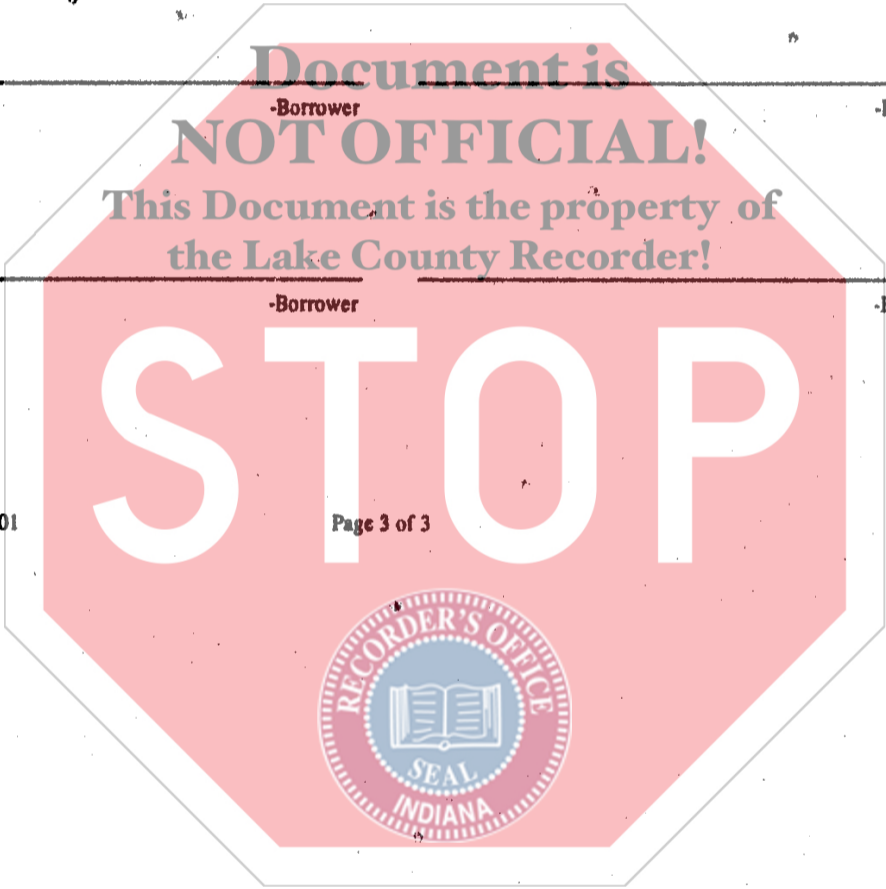 Document is
-Borrower
NOT OFFICIAL!
This Document is the property of
the Lake County Recorder!
-Borrower
STOP
01
Page 3 of 3
RECORDER'S OFFICE
SEAL
INDIANA